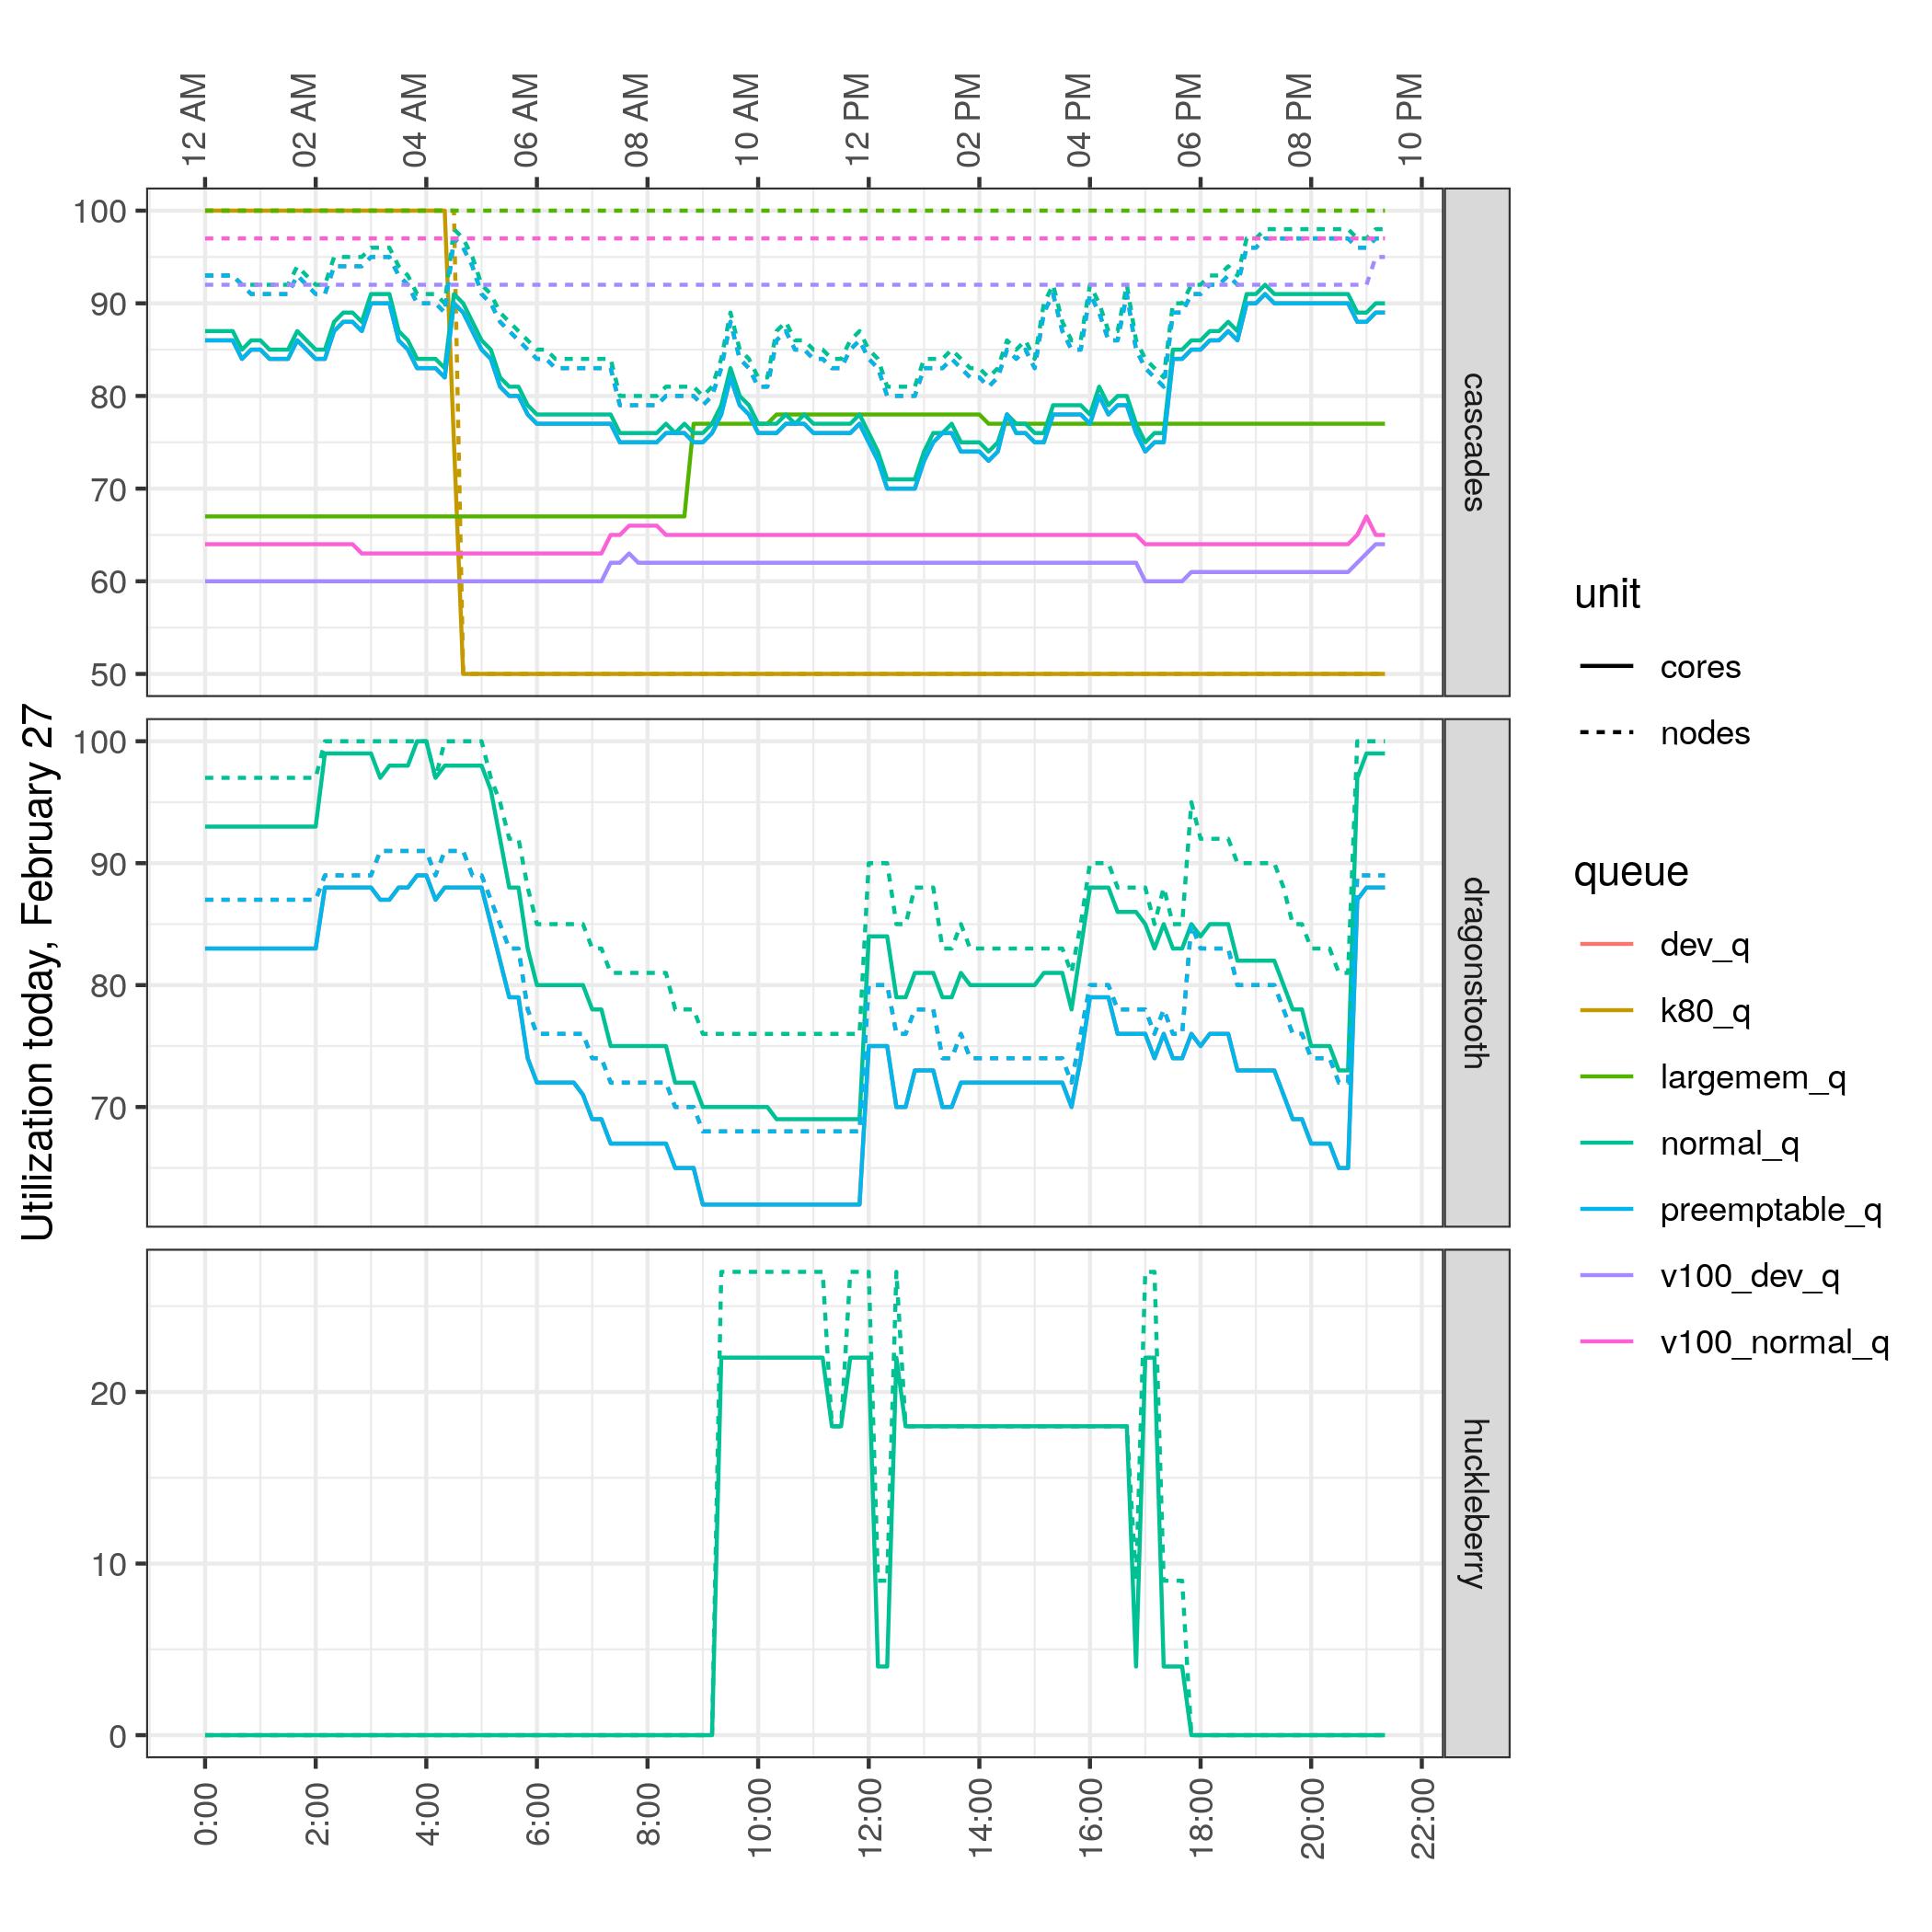 12 AM
02 AM
04 AM
06 AM
08 AM
10 AM
12 PM
02 PM
04 PM
06 PM
08 PM
10 PM
Utilization today, February 27
100
90
80
70
60
50
cascades
100
90
80
70
dragonstooth
20
10
0
huckleberry
0:00
2:00
4:00
6:00
8:00
10:00
12:00
14:00
16:00
18:00
20:00
22:00
unit
cores
nodes
queue
dev_q
k80_q
largemem_q
normal_q
preemptable_q
v100_dev_q
v100_normal_q